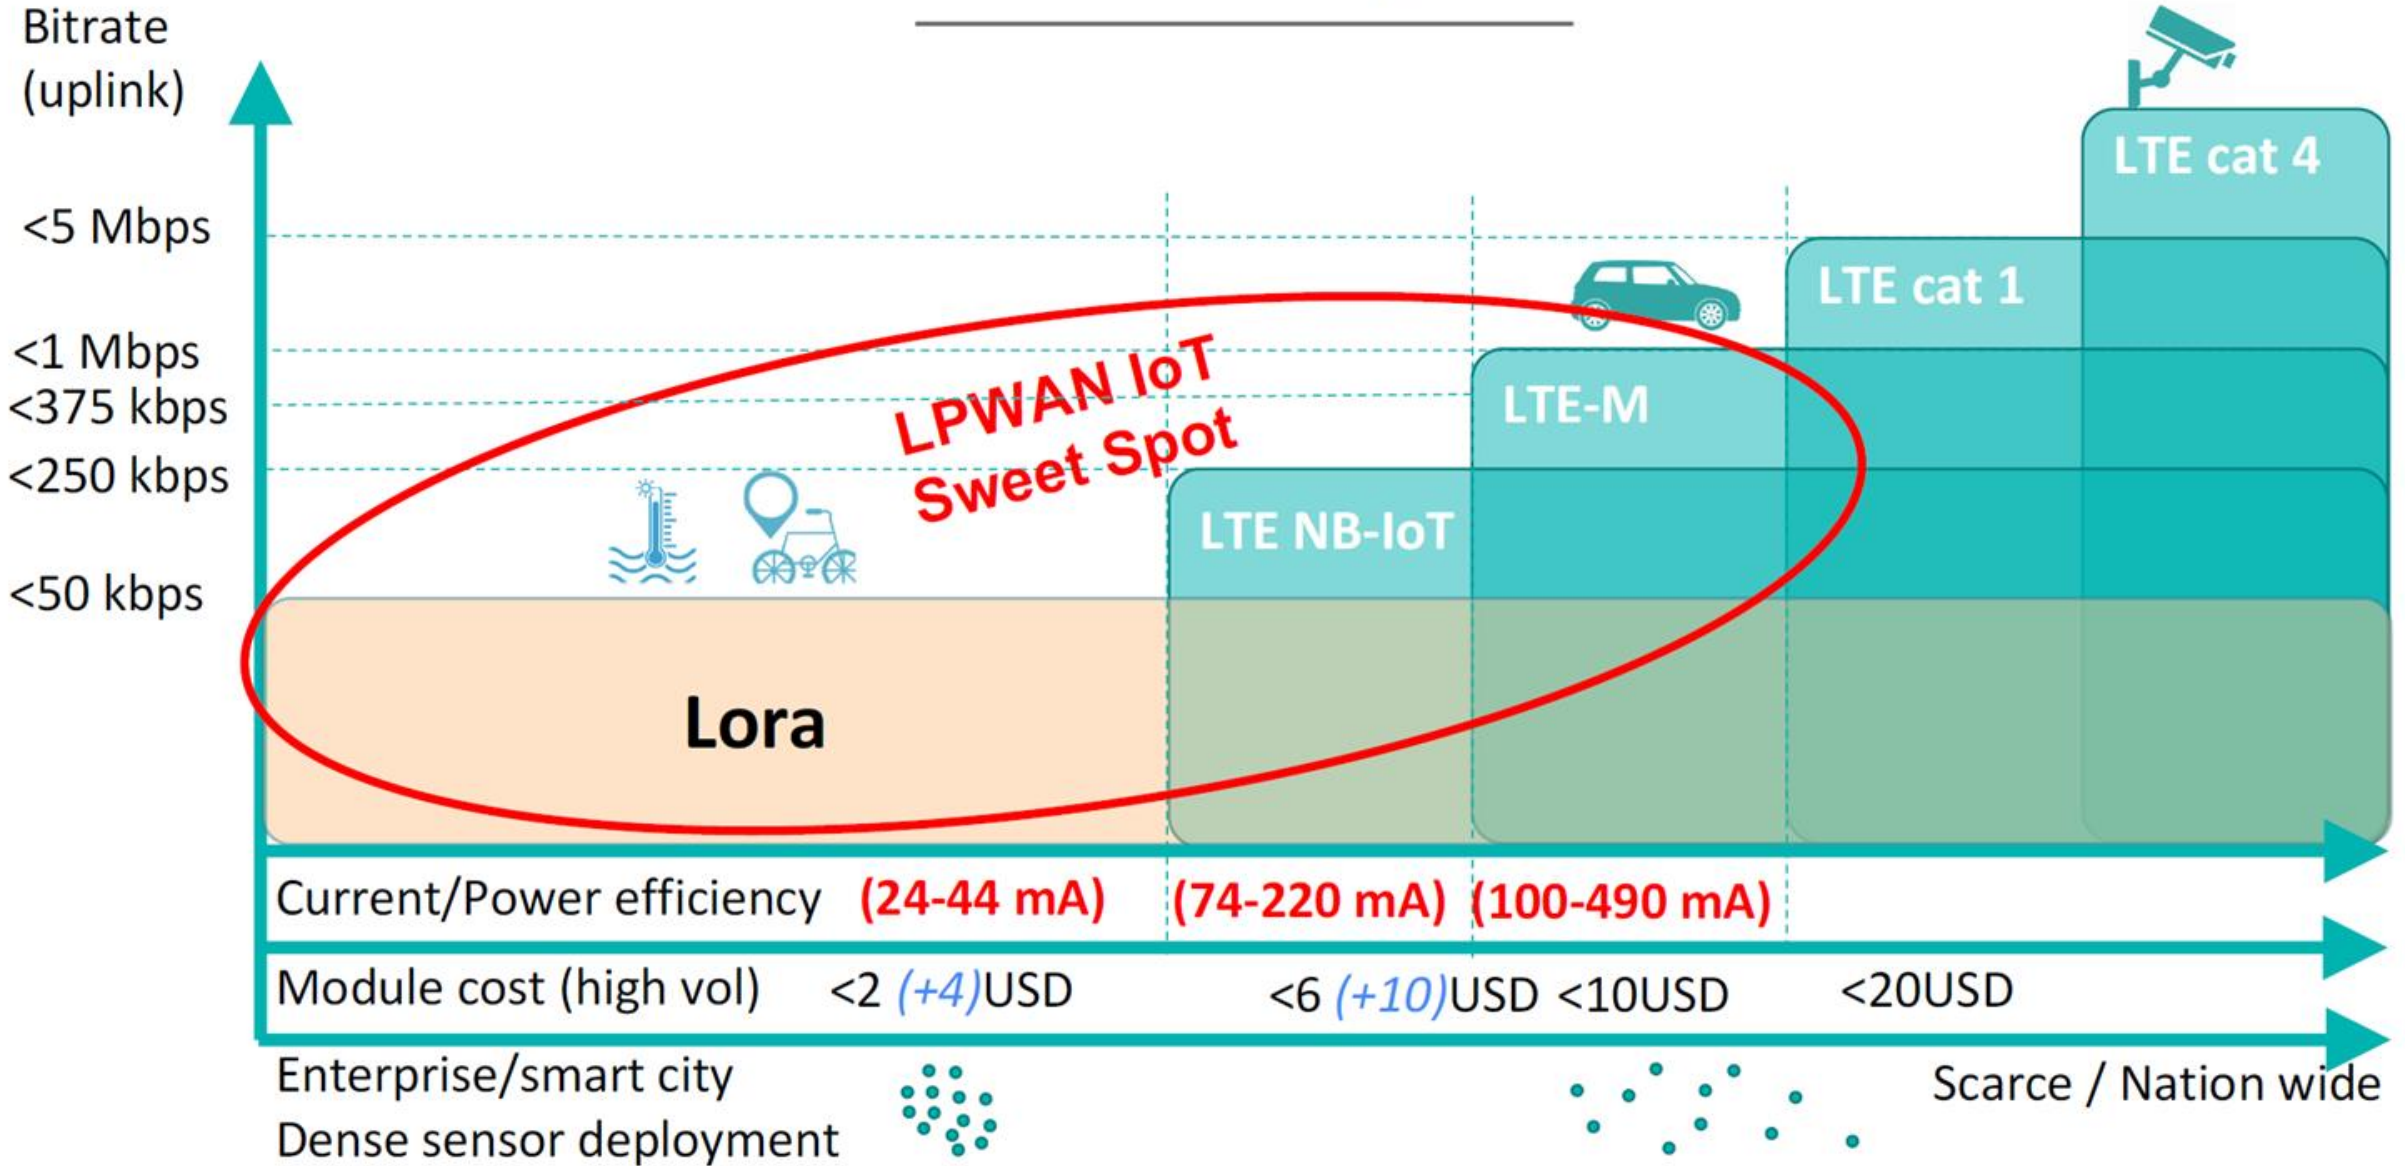 Bitrate
(uplink)
<5 Mbps
<1 Mbps
<375 kbps
<250 kbps
<50 kbps
LTE cat 4
LTE cat 1
LPWAN IoT
Sweet Spot
LTE-M
LTE NB-IoT
Lora
Current/Power efficiency (24-44 mA) (74-220 mA) (100-490 mA)
Module cost (high vol) <2 (+4)USD <6 (+10)USD <10USD <20USD
Enterprise/smart city
Dense sensor deployment
Scarce / Nation wide